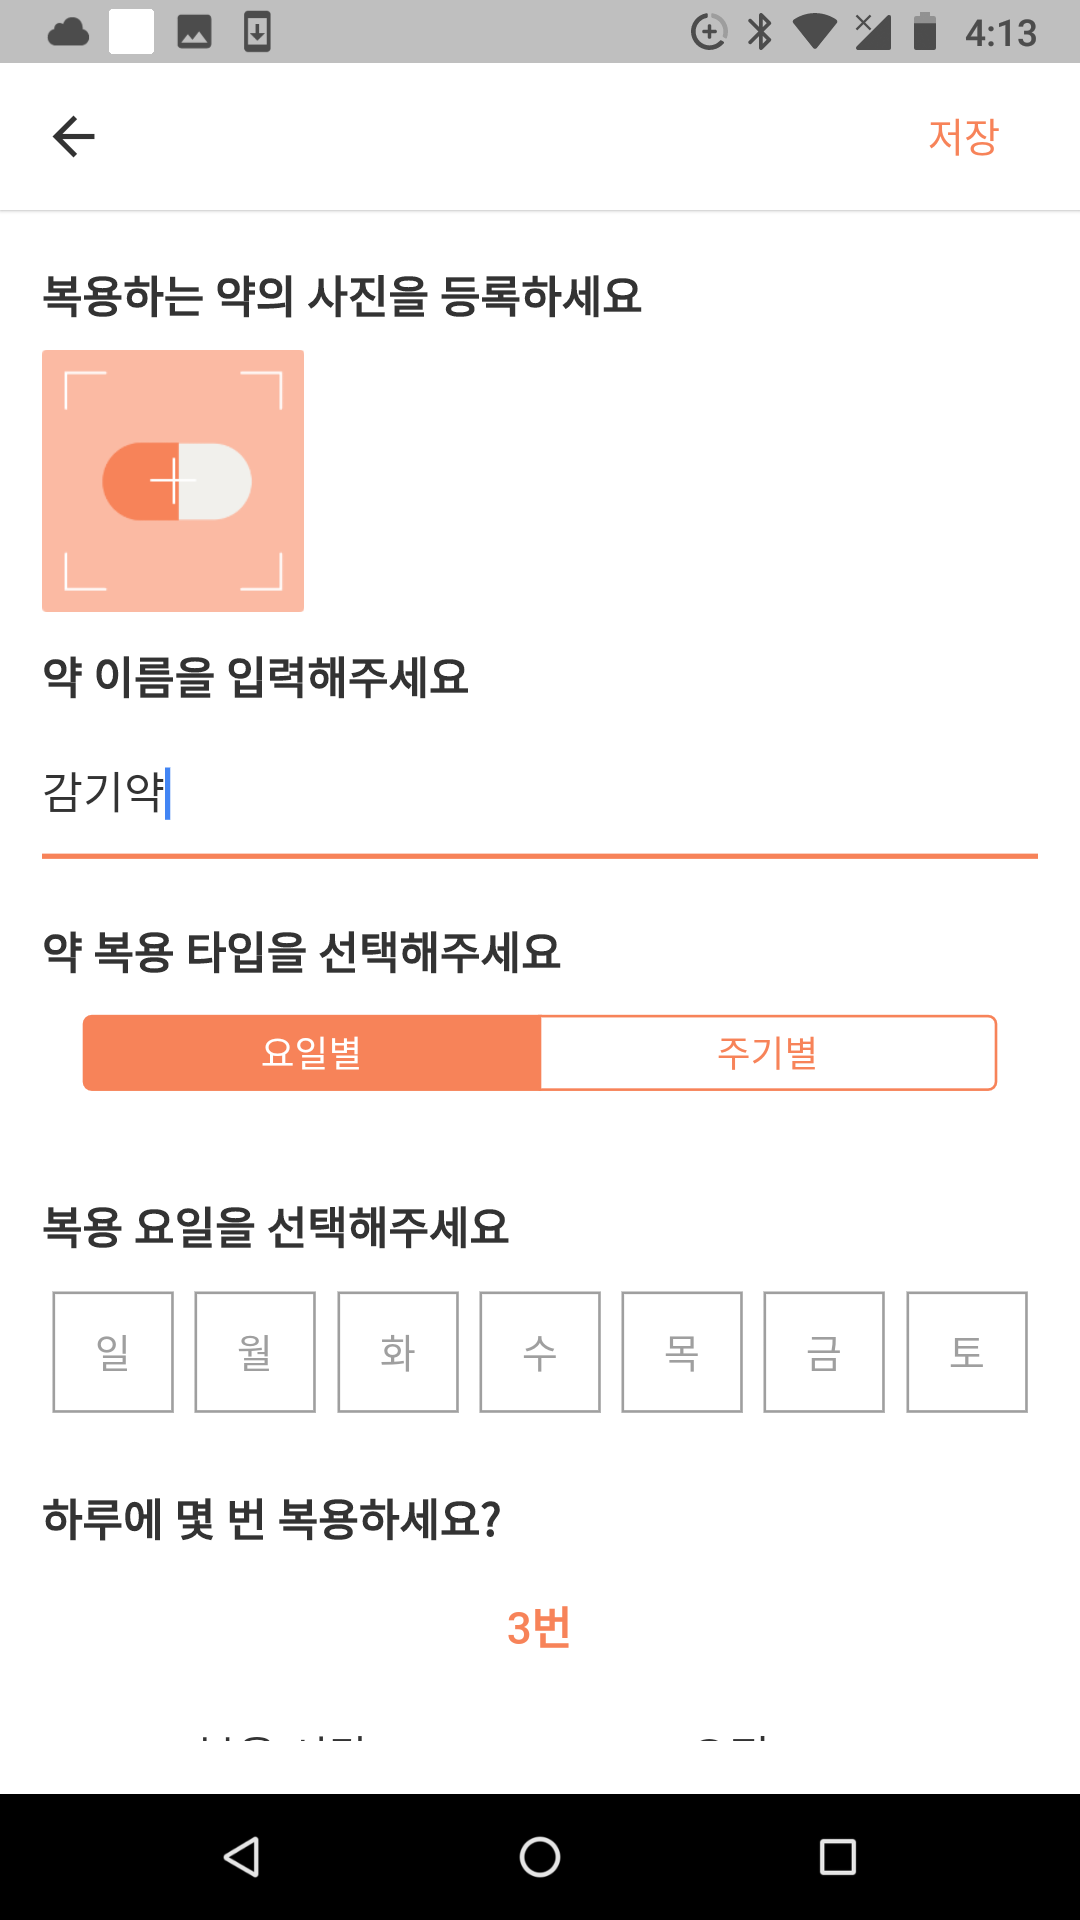 4:13
저장
복용하는 약의 사진을 등록하세요
약 이름을 입력해주세요
감기약
약 복용 타입을 선택해주세요
요일별 주기별
복용 요일을 선택해주세요
일 월 화 수 목 금 토
하루에 몇 번 복용하세요?
3번